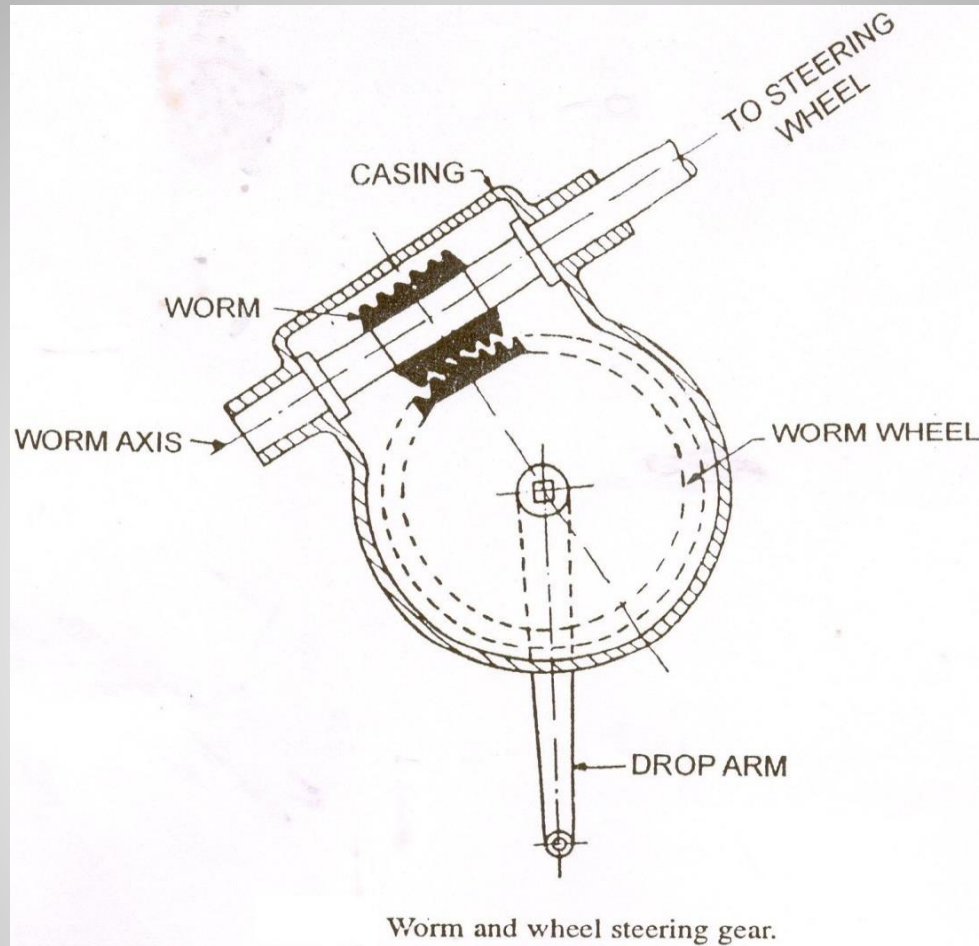 TO STEERING
WHEEL
CASING
WORM
WORM AXIS
WORM WHEEL
DROP ARM
Worm and wheel steering gear.